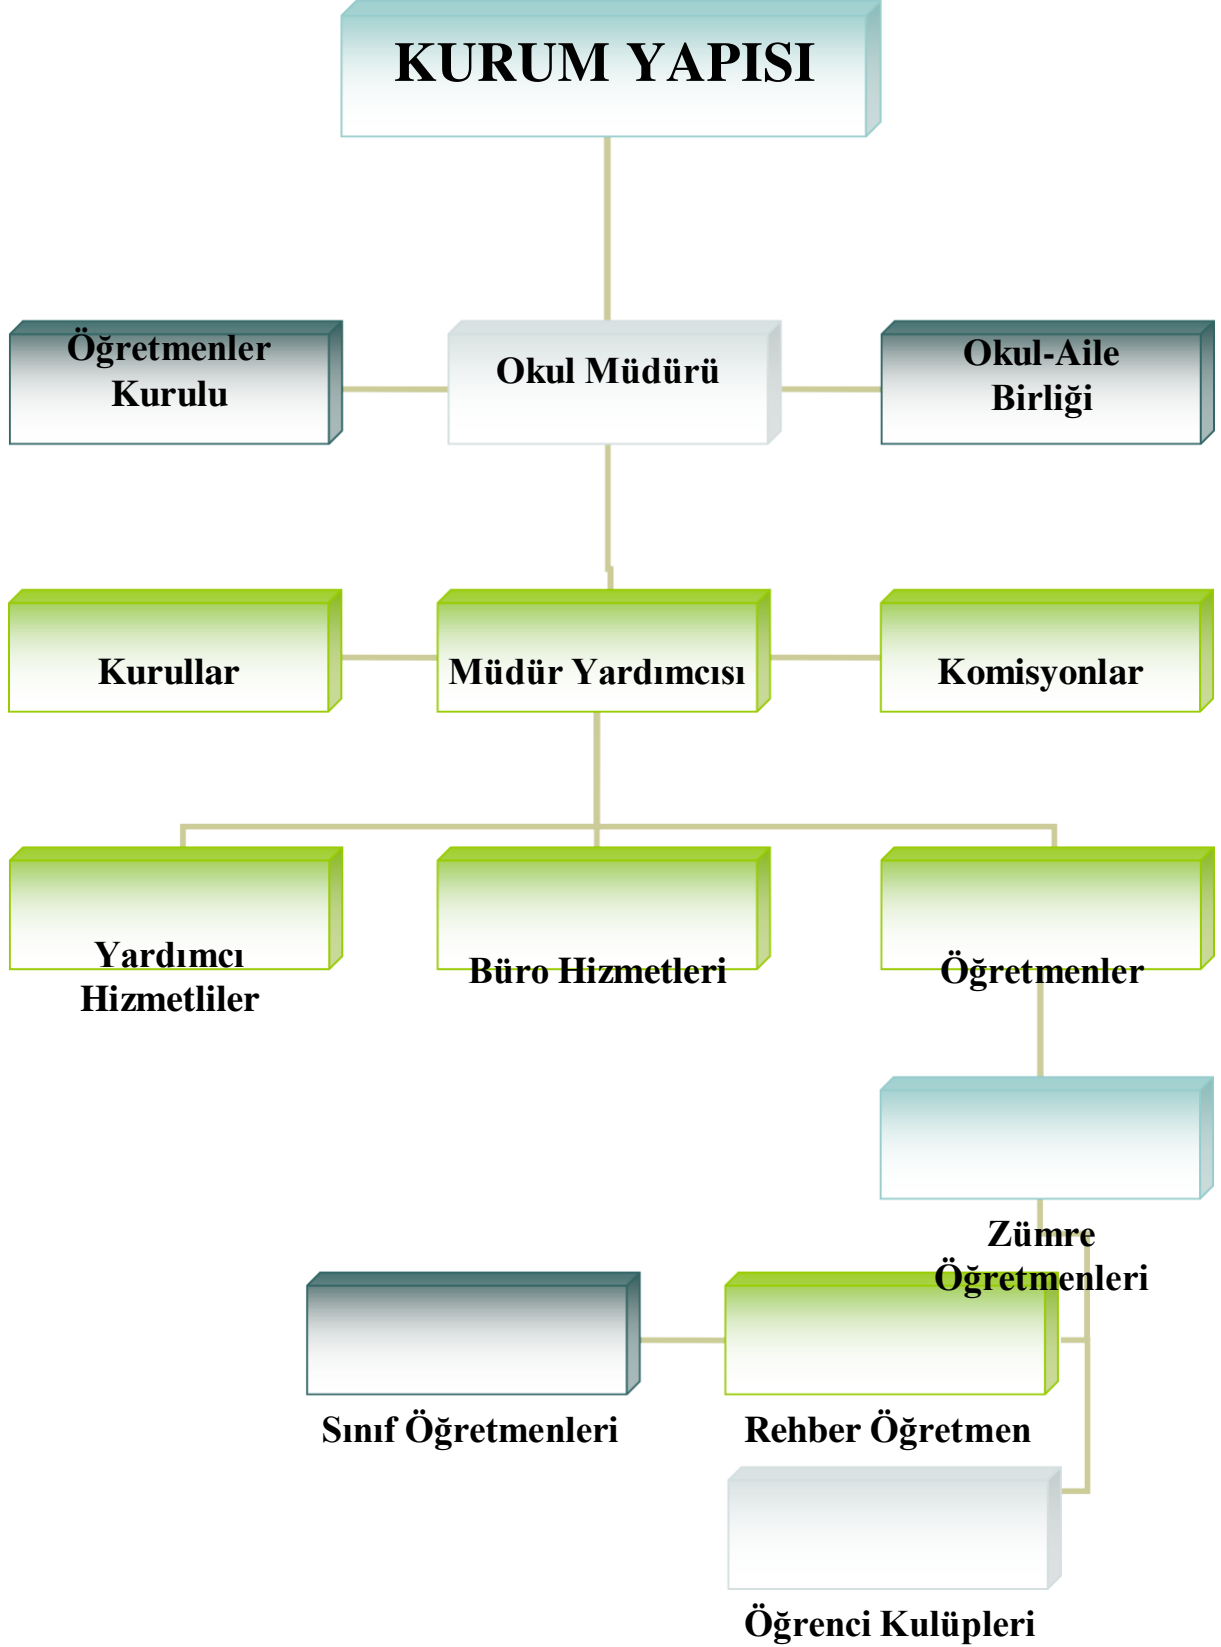 KURUM YAPISI
Öğretmenler
Kurulu
Okul Müdürü
Okul-Aile
Birliği
Kurullar
Müdür Yardımcısı
Komisyonlar
Yardımcı
Hizmetliler
Büro Hizmetleri
Öğretmenler
Zümre
Öğretmenleri
Sınıf Öğretmenleri
Rehber Öğretmen
Öğrenci Kulüpleri